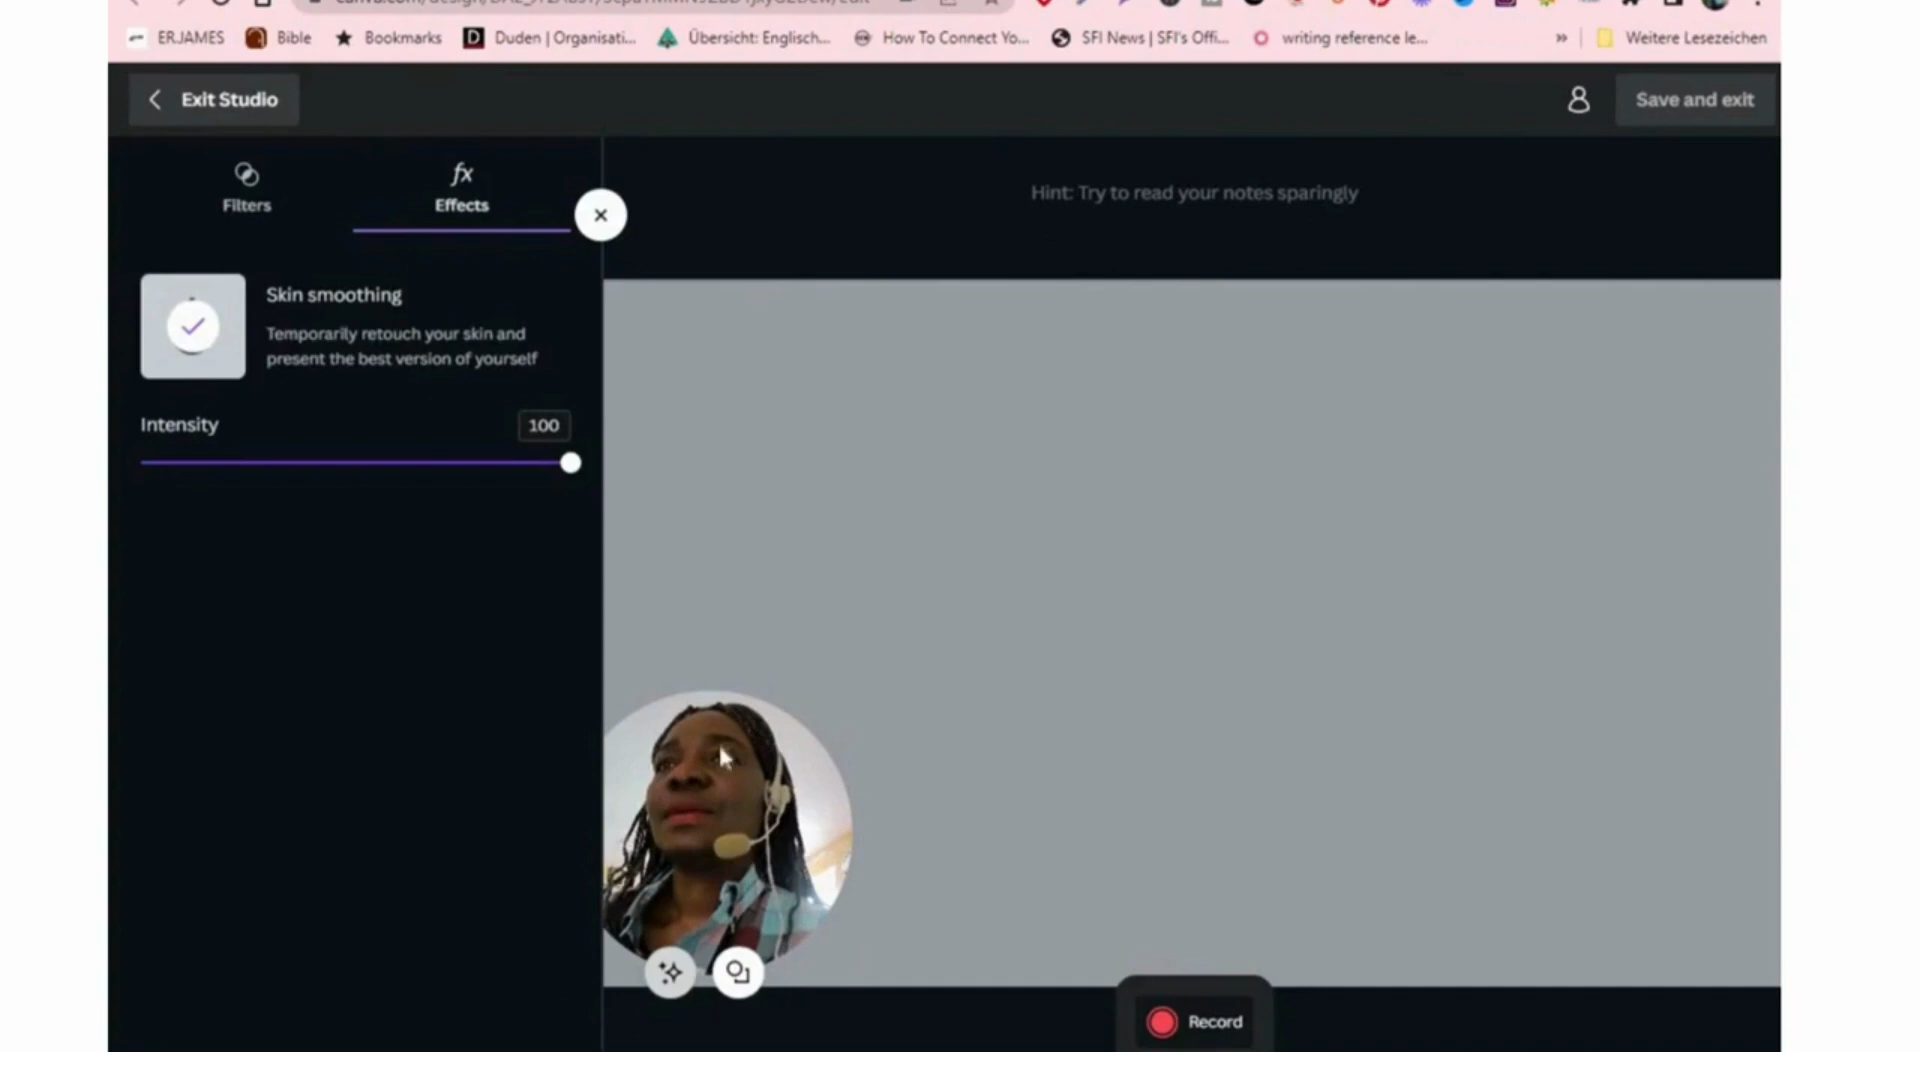 ERJAMES Bible Bookmarks Duden | Organisati... Übersicht: Englisch... How To Connect Yo... SFI News | SFI's Offi... writing reference le... » Weitere Lesezeichen
Exit Studio
Save and exit
Filters
fx
Effects
Hint: Try to read your notes sparingly
Skin smoothing
Temporarily retouch your skin and
present the best version of yourself
Intensity 100
Record